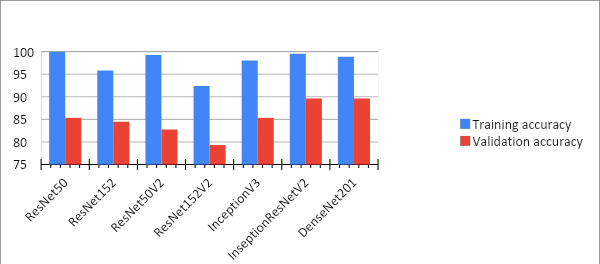 100
95
90
85
80
75
ResNet50
ResNet152
ResNet50V2
ResNet152V2
InceptionV3
InseptionResNetV2
DenseNet201
Training accuracy
Validation accuracy